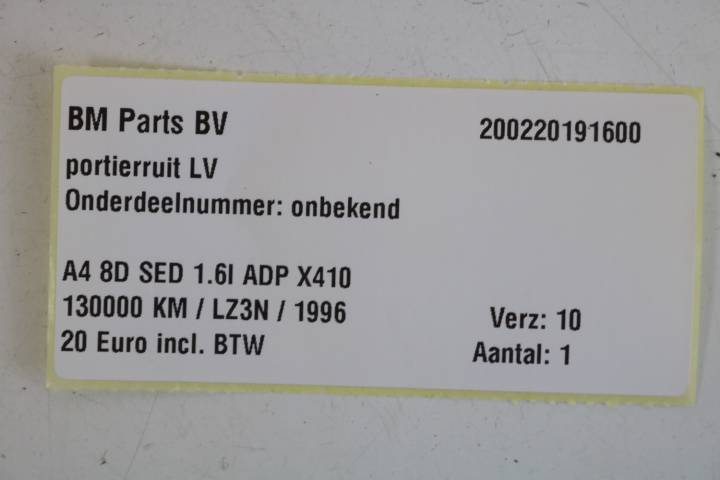 BM Parts BV 200220191600
portierruit LV
Onderdeelnummer: onbekend
A4 8D SED 1.6I ADP X410
130000 KM / LZ3N / 1996 Verz: 10
20 Euro incl. BTW Aantal: 1